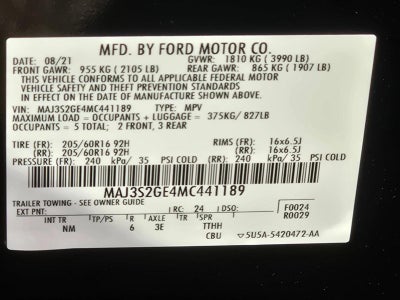 MFD. BY FORD MOTOR CO.
DATE: 08/21 GVWR: 1810 KG ( 3990 LB)
FRONT GAWR: 955 KG ( 2105 LB) REAR GAWR: 865 KG ( 1907 LB)
THIS VEHICLE CONFORMS TO ALL APPLICABLE FEDERAL MOTOR
VEHICLE SAFETY AND THEFT PREVENTION STANDARDS
IN EFFECT ON THE DATE OF MANUFACTURE SHOWN ABOVE.
VIN: MAJ3S2GE4MC441189 TYPE: MPV
MAXIMUM LOAD = OCCUPANTS + LUGGAGE = 375KG/827LB
OCCUPANTS = 5 TOTAL; 2 FRONT, 3 REAR
TIRE (FR): 205/60R16 92H RIMS (FR): 16x6.5J
(RR): 205/60R16 92H (RR): 16x6.5J
PRESSURE (FR): 240 kPa/ 35 PSI COLD (RR): 240 kPa/ 35 PSI COLD
MAJ3S2GE4MC441189
TRAILER TOWING - SEE OWNER GUIDE
EXT PNT: RC: 24 DSO: F0024
R0029
INT TR TP/PS R AXLE TR SPR
NM 6 3E TTHH
CBU 5U5A-5420472-AA